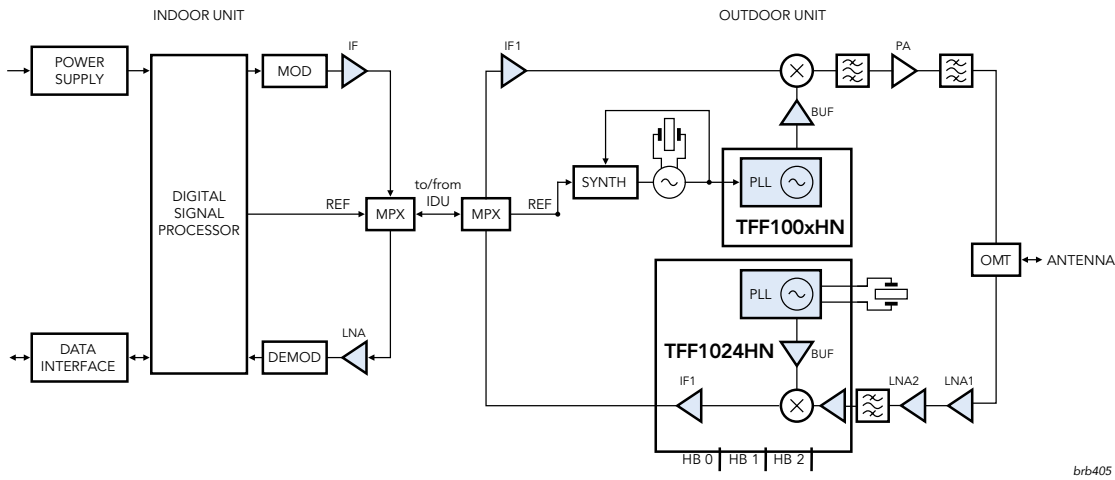 INDOOR UNIT
OUTDOOR UNIT
POWER
SUPPLY
MOD
IF
IF1
PA
BUF
DIGITAL
SIGNAL
PROCESSOR
REF
MPX
to/from
IDU
MPX
REF
SYNTH
PLL
TFF100xHN
OMT
ANTENNA
PLL
TFF1024HN
BUF
DATA
INTERFACE
DEMOD
LNA
IF1
LNA2
LNA1
HB 0
HB 1
HB 2
brb405